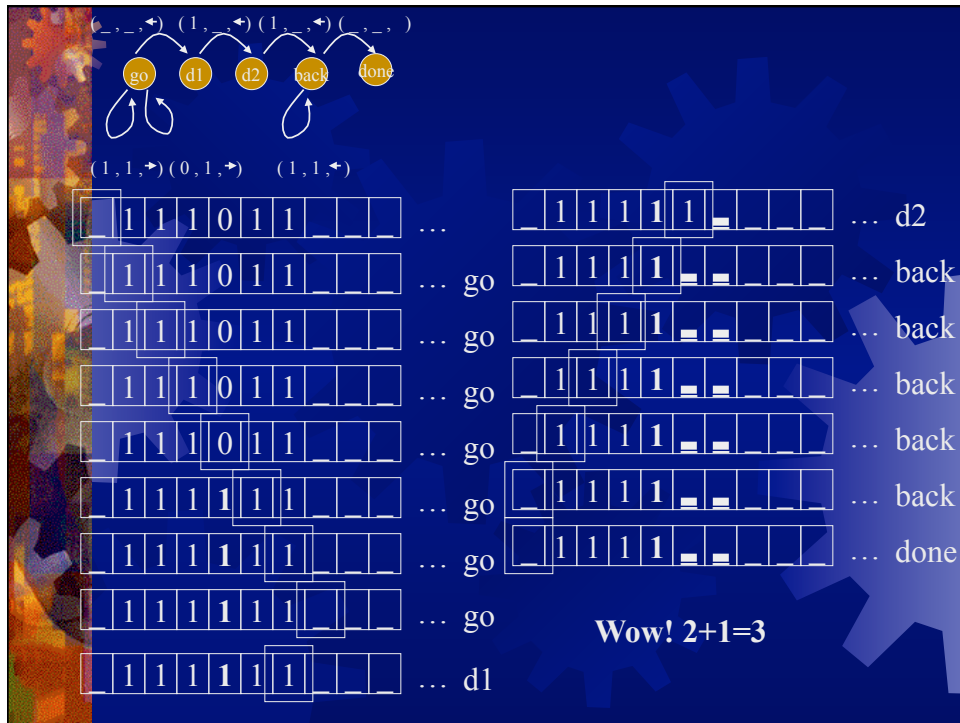 ( _ , _ ,←) ( 1 , _ ,←) ( 1 , _ ,←) ( _ , _ , )
go d1 d2 back done
( 1 , 1 ,→) ( 0 , 1 ,→) ( 1 , 1 ,←)
_ 1 1 1 0 1 1 _ _ _ …
_ 1 1 1 0 1 1 _ _ _ … go
_ 1 1 1 0 1 1 _ _ _ … go
_ 1 1 1 0 1 1 _ _ _ … go
_ 1 1 1 0 1 1 _ _ _ … go
_ 1 1 1 1 1 1 _ _ _ … go
_ 1 1 1 1 1 1 _ _ _ … go
_ 1 1 1 1 1 1 _ _ _ … go
_ 1 1 1 1 1 1 _ _ _ … d1
_ 1 1 1 1 1 _ _ _ _ … d2
_ 1 1 1 1 _ _ _ _ _ … back
_ 1 1 1 1 _ _ _ _ _ … back
_ 1 1 1 1 _ _ _ _ _ … back
_ 1 1 1 1 _ _ _ _ _ … back
_ 1 1 1 1 _ _ _ _ _ … back
_ 1 1 1 1 _ _ _ _ _ … done
Wow! 2+1=3